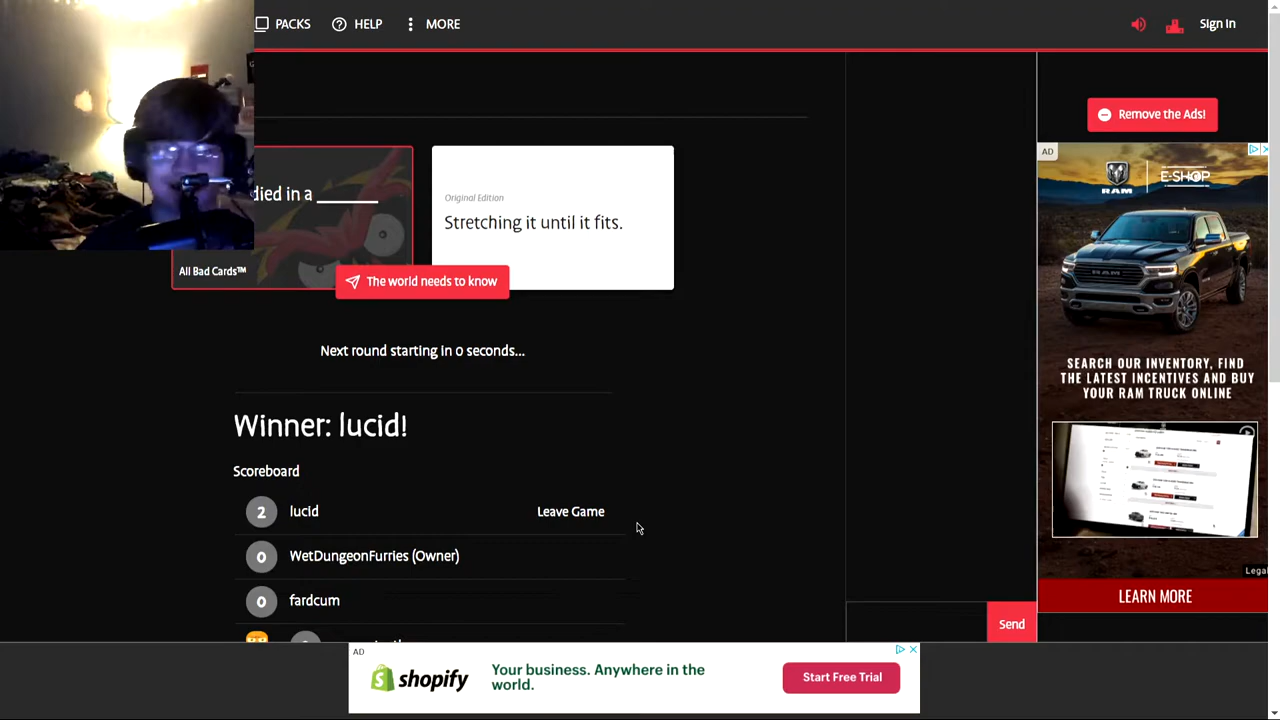 PACKS
HELP
MORE
Sign In
Remove the Ads!
AD
RAM
E-SHOP
died in a ______
All Bad Cards™
Original Edition
Stretching it until it fits.
The world needs to know
Next round starting in 0 seconds...
SEARCH OUR INVENTORY, FIND
THE LATEST INCENTIVES AND BUY
YOUR RAM TRUCK ONLINE
Winner: lucid!
Scoreboard
2 lucid Leave Game
0 WetDungeonFurries (Owner)
0 fardcum
Legal
LEARN MORE
Send
AD
shopify
Your business. Anywhere in the
world.
Start Free Trial